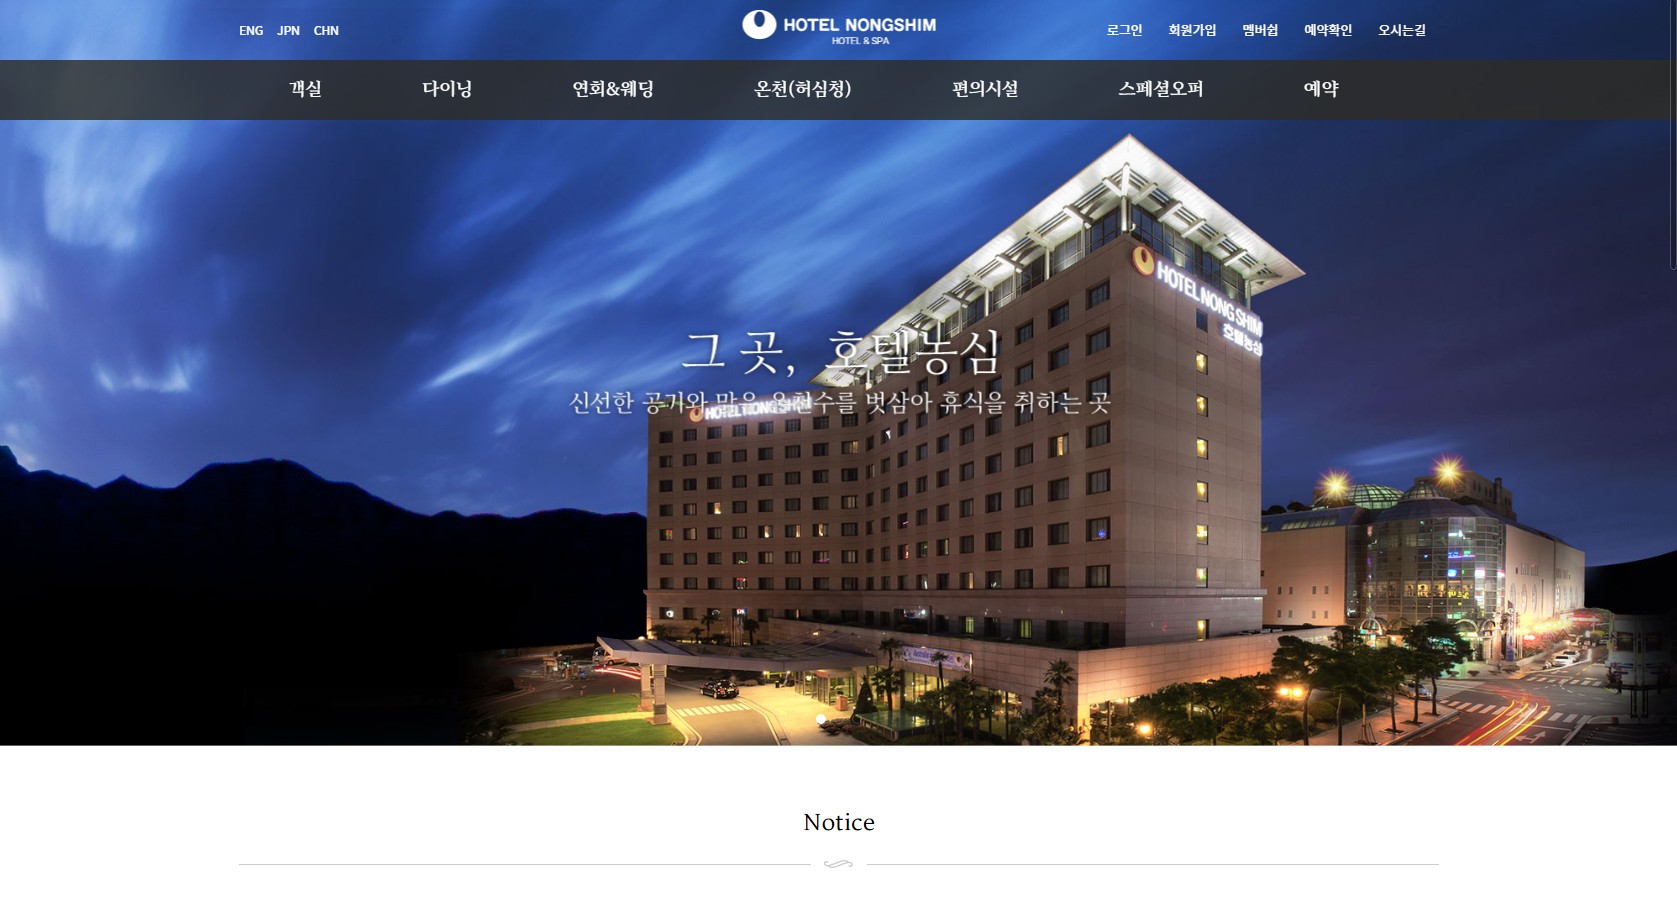 ENG JPN CHN
HOTEL NONGSHIM
HOTEL & SPA
로그인 회원가입 멤버쉽 예약확인 오시는길
객실 다이닝 연회&웨딩 온천(허심청) 편의시설 스페셜오퍼 예약
HOTEL NONG SHIM
호텔농심
그 곳, 호텔농심
신선한 공기와 맑은 온천수를 벗삼아 휴식을 취하는 곳
HOTEL NONG SHIM
Notice